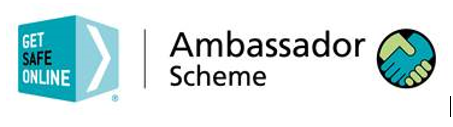 GET
SAFE
ONLINE
®
Ambassador
Scheme